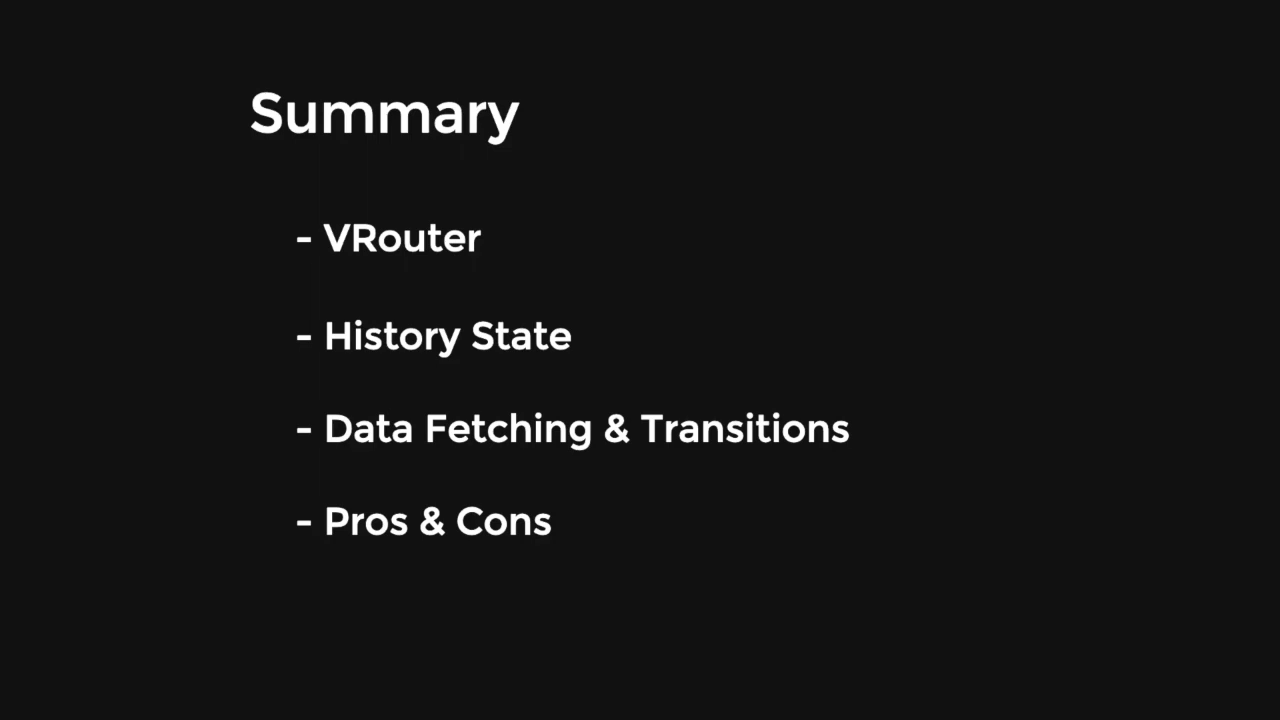 Summary
- VRouter
- History State
- Data Fetching & Transitions
- Pros & Cons